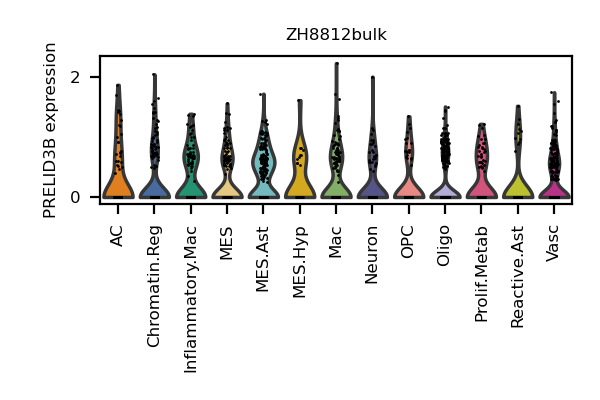 ZH8812bulk
PRELID3B expression
2
0
AC
Chromatin.Reg
Inflammatory.Mac
MES
MES.Ast
MES.Hyp
Mac
Neuron
OPC
Oligo
Prolif.Metab
Reactive.Ast
Vasc